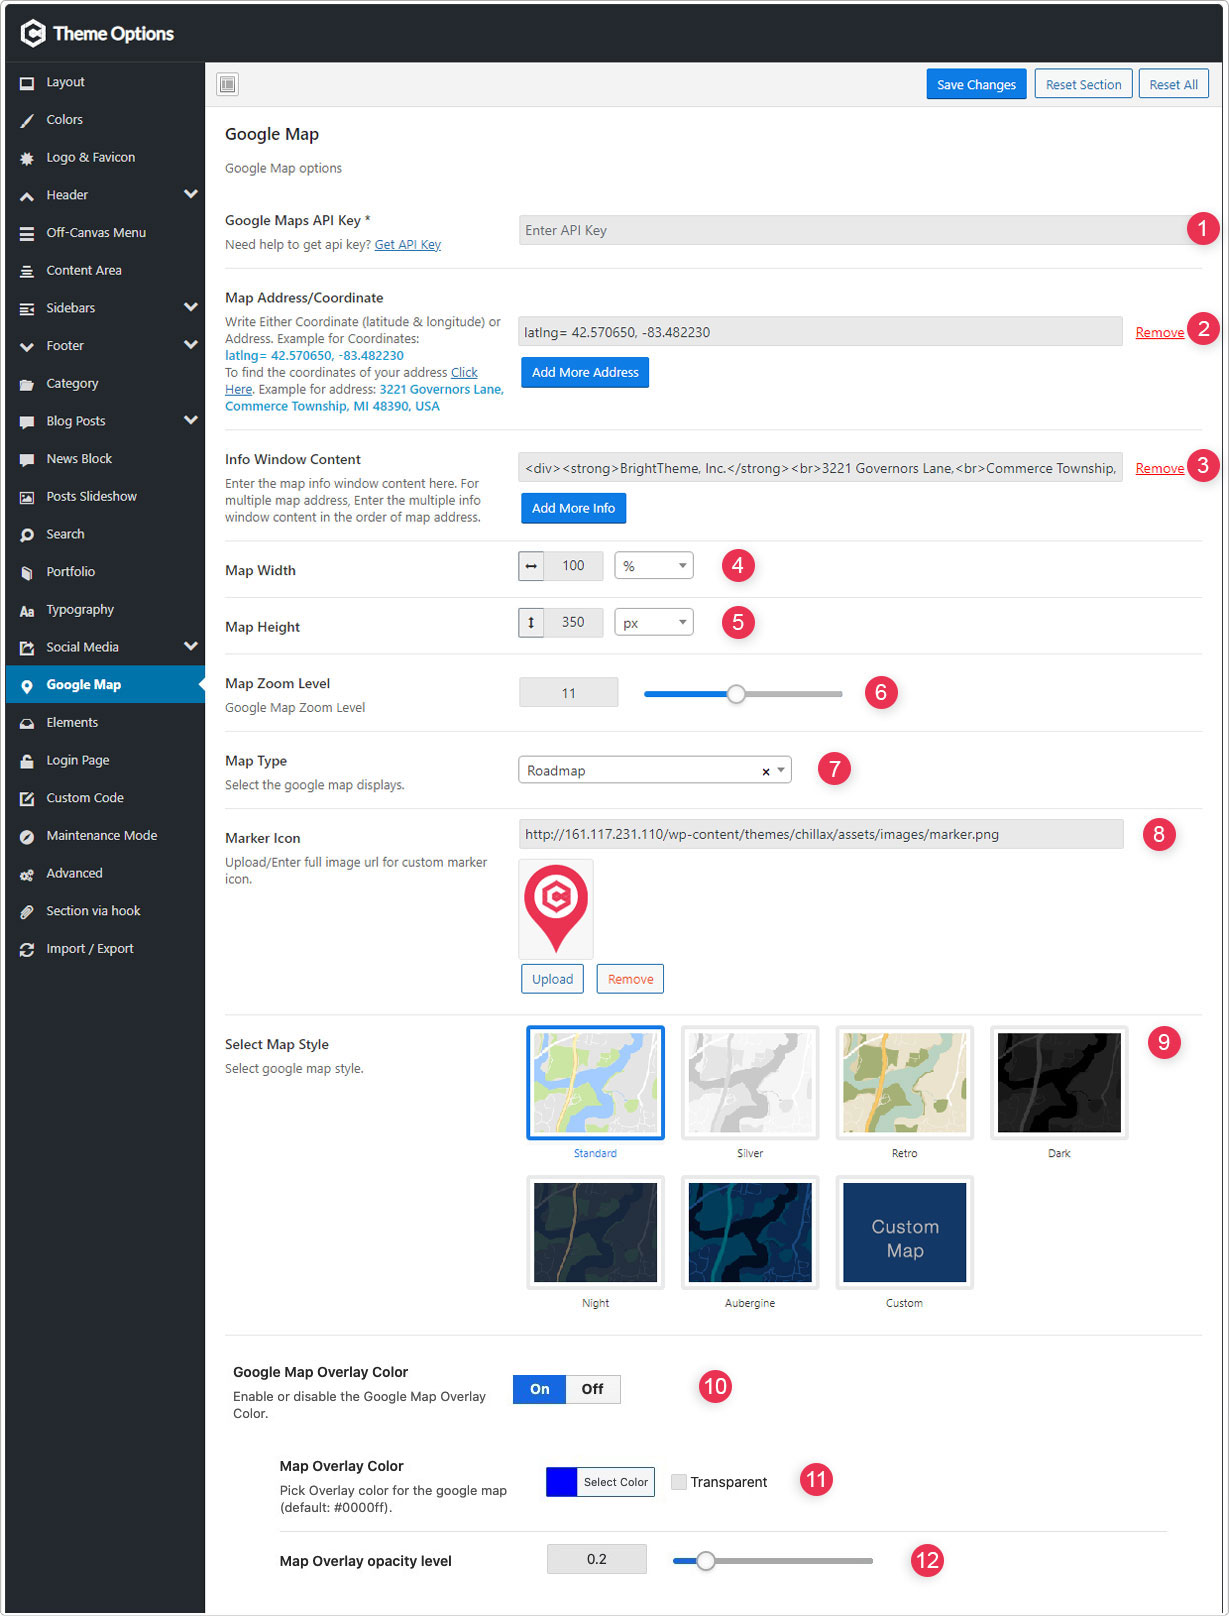 Theme Options
Layout
Colors
Logo & Favicon
Header
Off-Canvas Menu
Content Area
Sidebars
Footer
Category
Blog Posts
News Block
Posts Slideshow
Search
Portfolio
Aa Typography
Social Media
Google Map
Elements
Login Page
Custom Code
Maintenance Mode
Advanced
Section via hook
Import / Export
Save Changes Reset Section Reset All
Google Map
Google Map options
Google Maps API Key *
Need help to get api key? Get API Key
Enter API Key
1
Map Address/Coordinate
Write Either Coordinate (latitude & longitude) or
Address. Example for Coordinates:
latlng= 42.570650, -83.482230
To find the coordinates of your address Click
Here. Example for address: 3221 Governors Lane,
Commerce Township, MI 48390, USA
latlng= 42.570650, -83.482230
Remove
2
Add More Address
Info Window Content
Enter the map info window content here. For
multiple map address, Enter the multiple info
window content in the order of map address.
<div><strong>BrightTheme, Inc.</strong><br>3221 Governors Lane,<br>Commerce Township,
Remove
3
Add More Info
Map Width
100
%
4
Map Height
350
px
5
Map Zoom Level
Google Map Zoom Level
11
6
Map Type
Select the google map displays.
Roadmap ×
7
Marker Icon
Upload/Enter full image url for custom marker
icon.
http://161.117.231.110/wp-content/themes/chillax/assets/images/marker.png
8
Upload Remove
Select Map Style
Select google map style.
9
Standard Silver Retro Dark
Custom
Map
Night Aubergine Custom
Google Map Overlay Color
Enable or disable the Google Map Overlay
Color.
On Off
10
Map Overlay Color
Pick Overlay color for the google map
(default: #0000ff).
Select Color
Transparent
11
Map Overlay opacity level
0.2
12